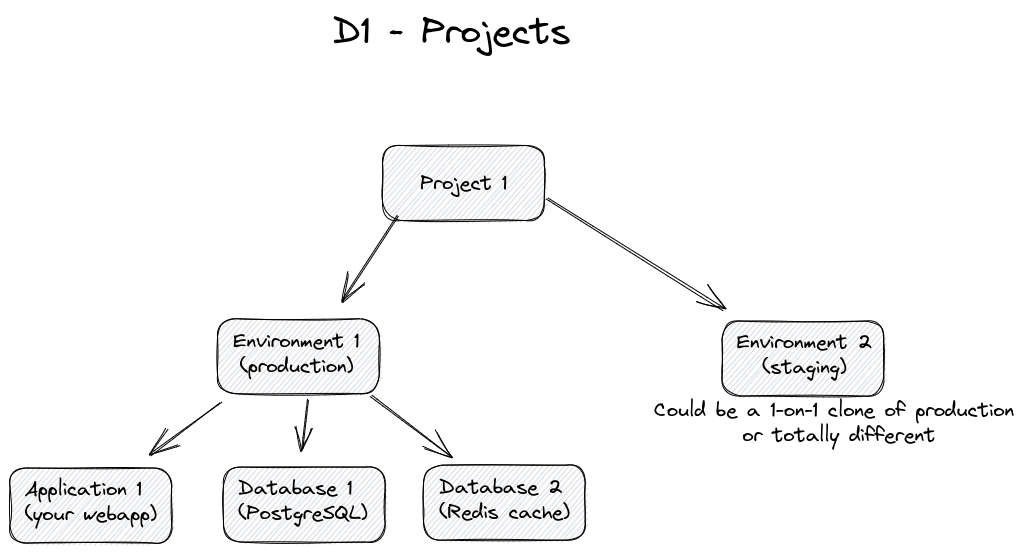 D1 - Projects
Project 1
Environment 1
(production)
Environment 2
(staging)
Could be a 1-on-1 clone of production
or totally different
Application 1
(your webapp)
Database 1
(PostgreSQL)
Database 2
(Redis cache)